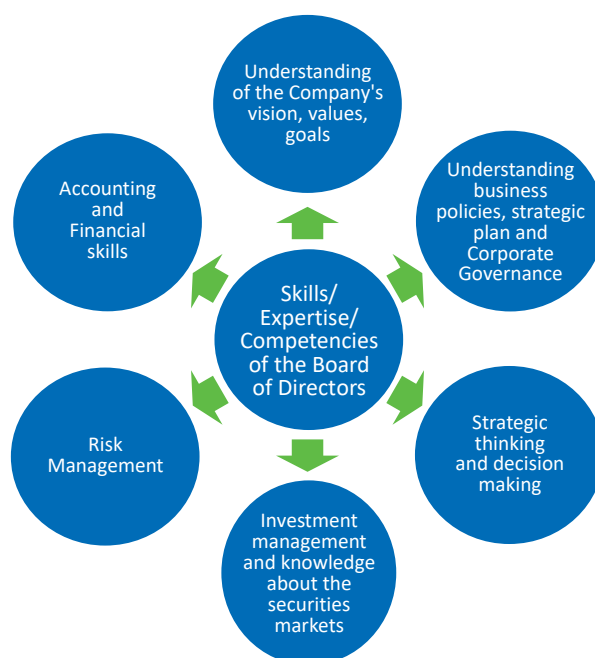 Understanding
of the Company's
vision, values,
goals
Understanding
business
policies, strategic
plan and
Corporate
Governance
Accounting
and
Financial
skills
Skills/
Expertise/
Competencies
of the Board
of Directors
Strategic
thinking
and decision
making
Risk
Management
Investment
management
and knowledge
about the
securities
markets